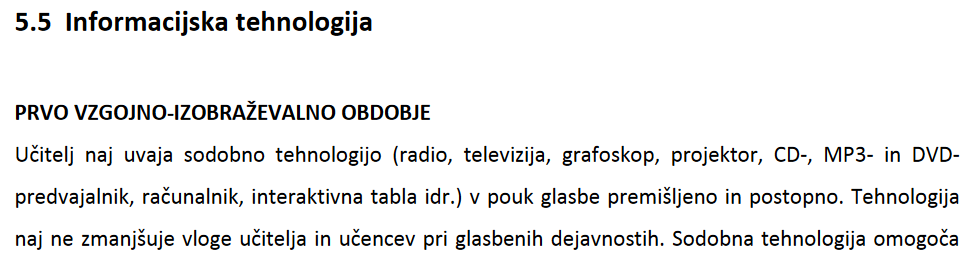 5.5 Informacijska tehnologija
PRVO VZGOJNO-IZOBRAŽEVALNO OBDOBJE
Učitelj naj uvaja sodobno tehnologijo (radio, televizija, grafoskop, projektor, CD-, MP3- in DVD-
predvajalnik, računalnik, interaktivna tabla idr.) v pouk glasbe premišljeno in postopno. Tehnologija
naj ne zmanjšuje vloge učitelja in učencev pri glasbenih dejavnostih. Sodobna tehnologija omogoča